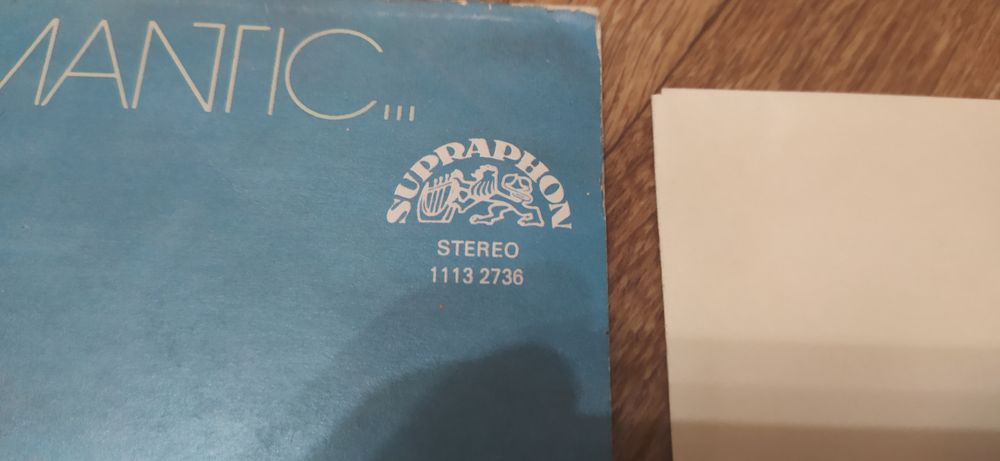 MANTIC...
SUPRAPHON
STEREO
1113 2736